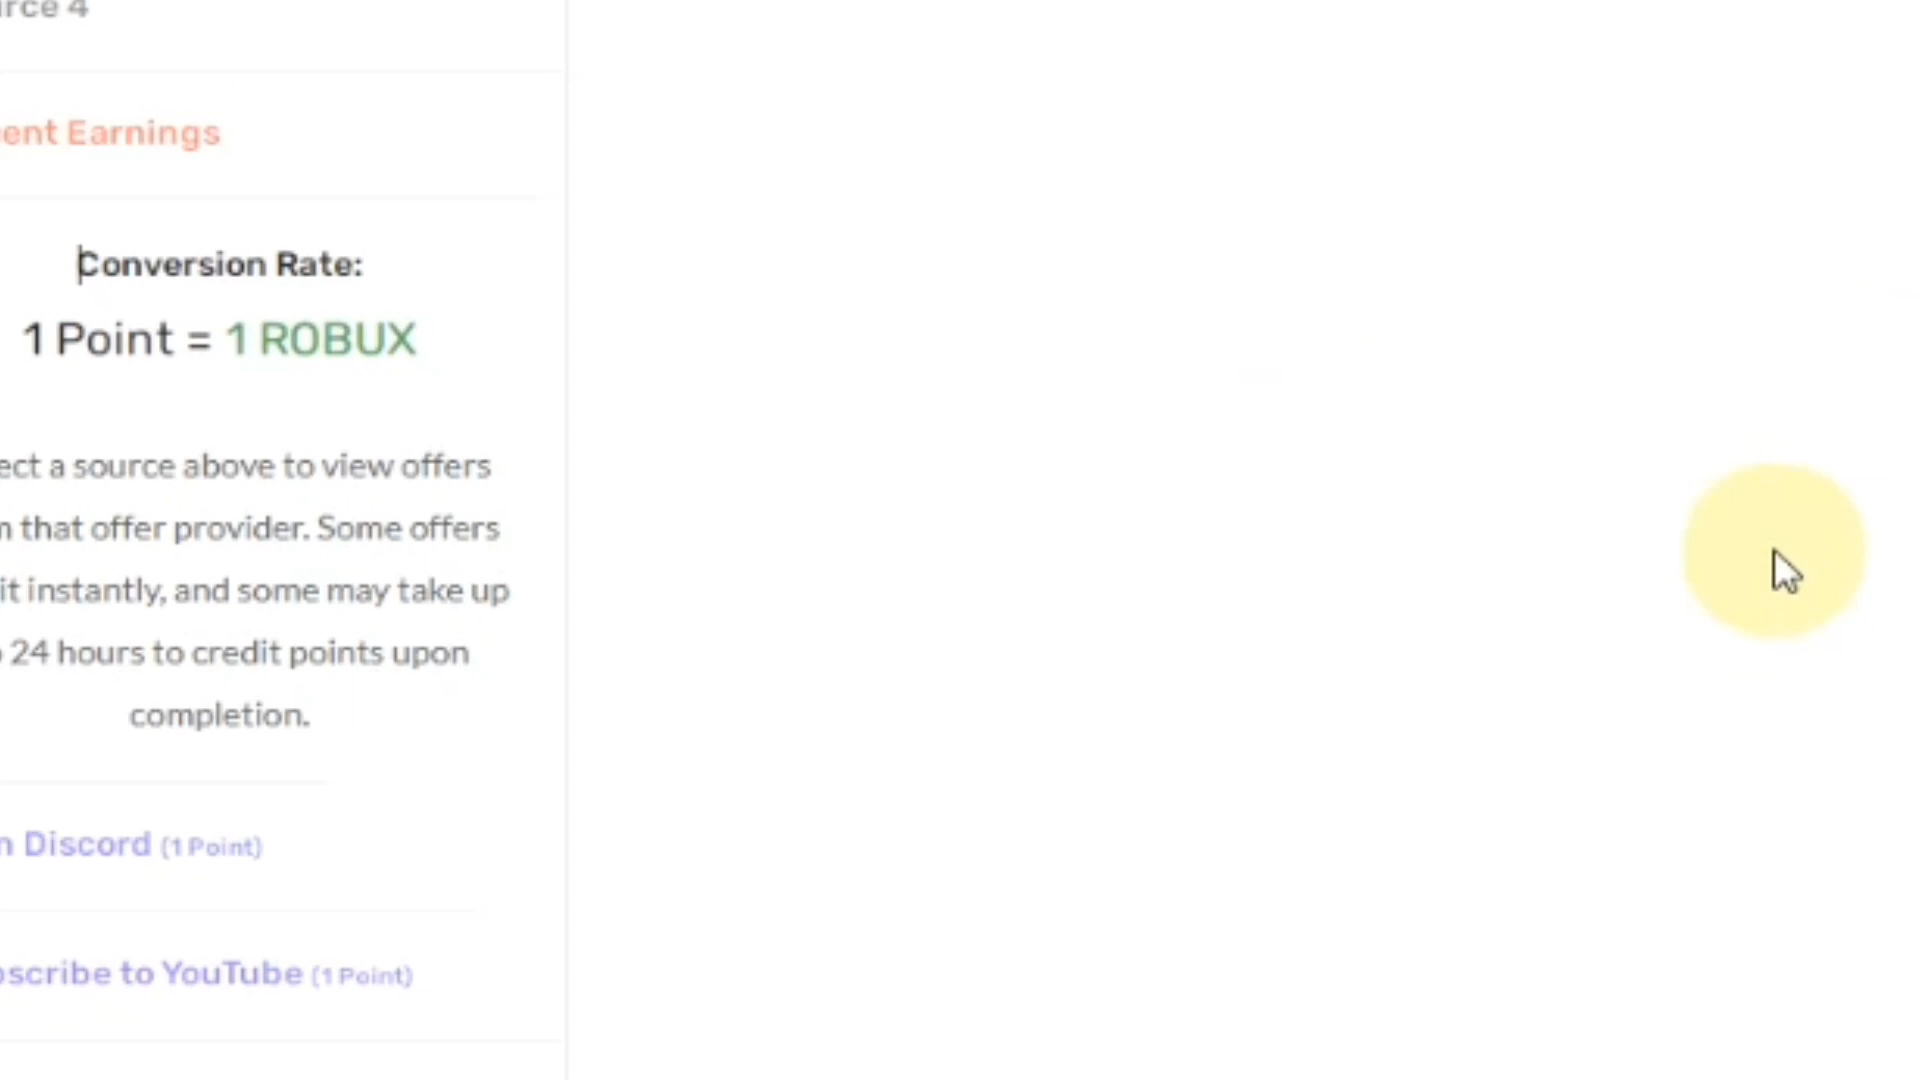 rce 4
ent Earnings
Conversion Rate:
1 Point = 1 ROBUX
ect a source above to view offers
that offer provider. Some offers
it instantly, and some may take up
24 hours to credit points upon
completion.
n Discord (1 Point)
scribe to YouTube (1 Point)